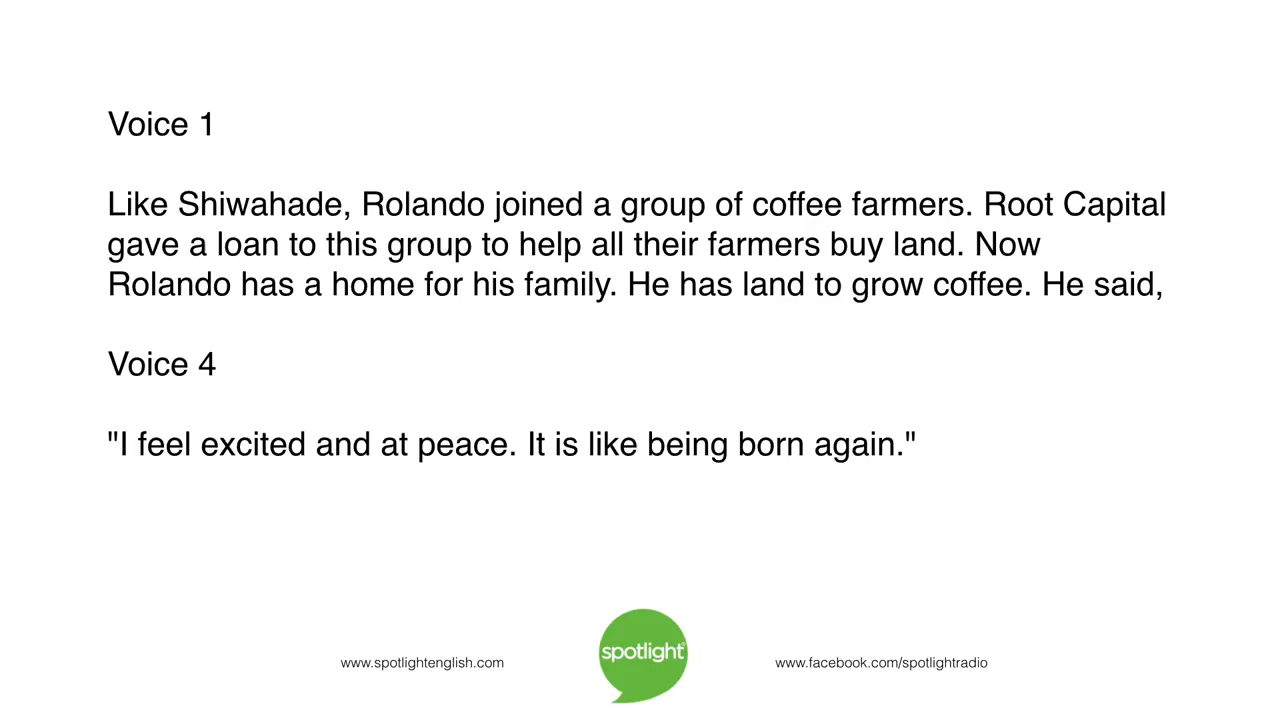 Voice 1
Like Shiwahade, Rolando joined a group of coffee farmers. Root Capital
gave a loan to this group to help all their farmers buy land. Now
Rolando has a home for his family. He has land to grow coffee. He said,
Voice 4
"I feel excited and at peace. It is like being born again."
www.spotlightenglish.com
spotlight®
www.facebook.com/spotlightradio